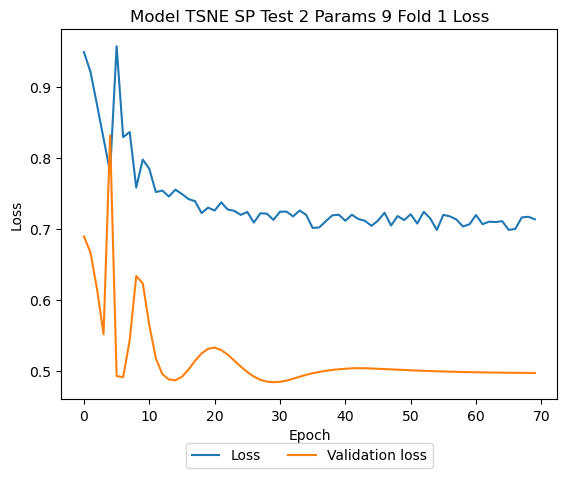 Model TSNE SP Test 2 Params 9 Fold 1 Loss
Loss
0.9
0.8
0.7
0.6
0.5
0 10 20 30 40 50 60 70
Epoch
Loss Validation loss